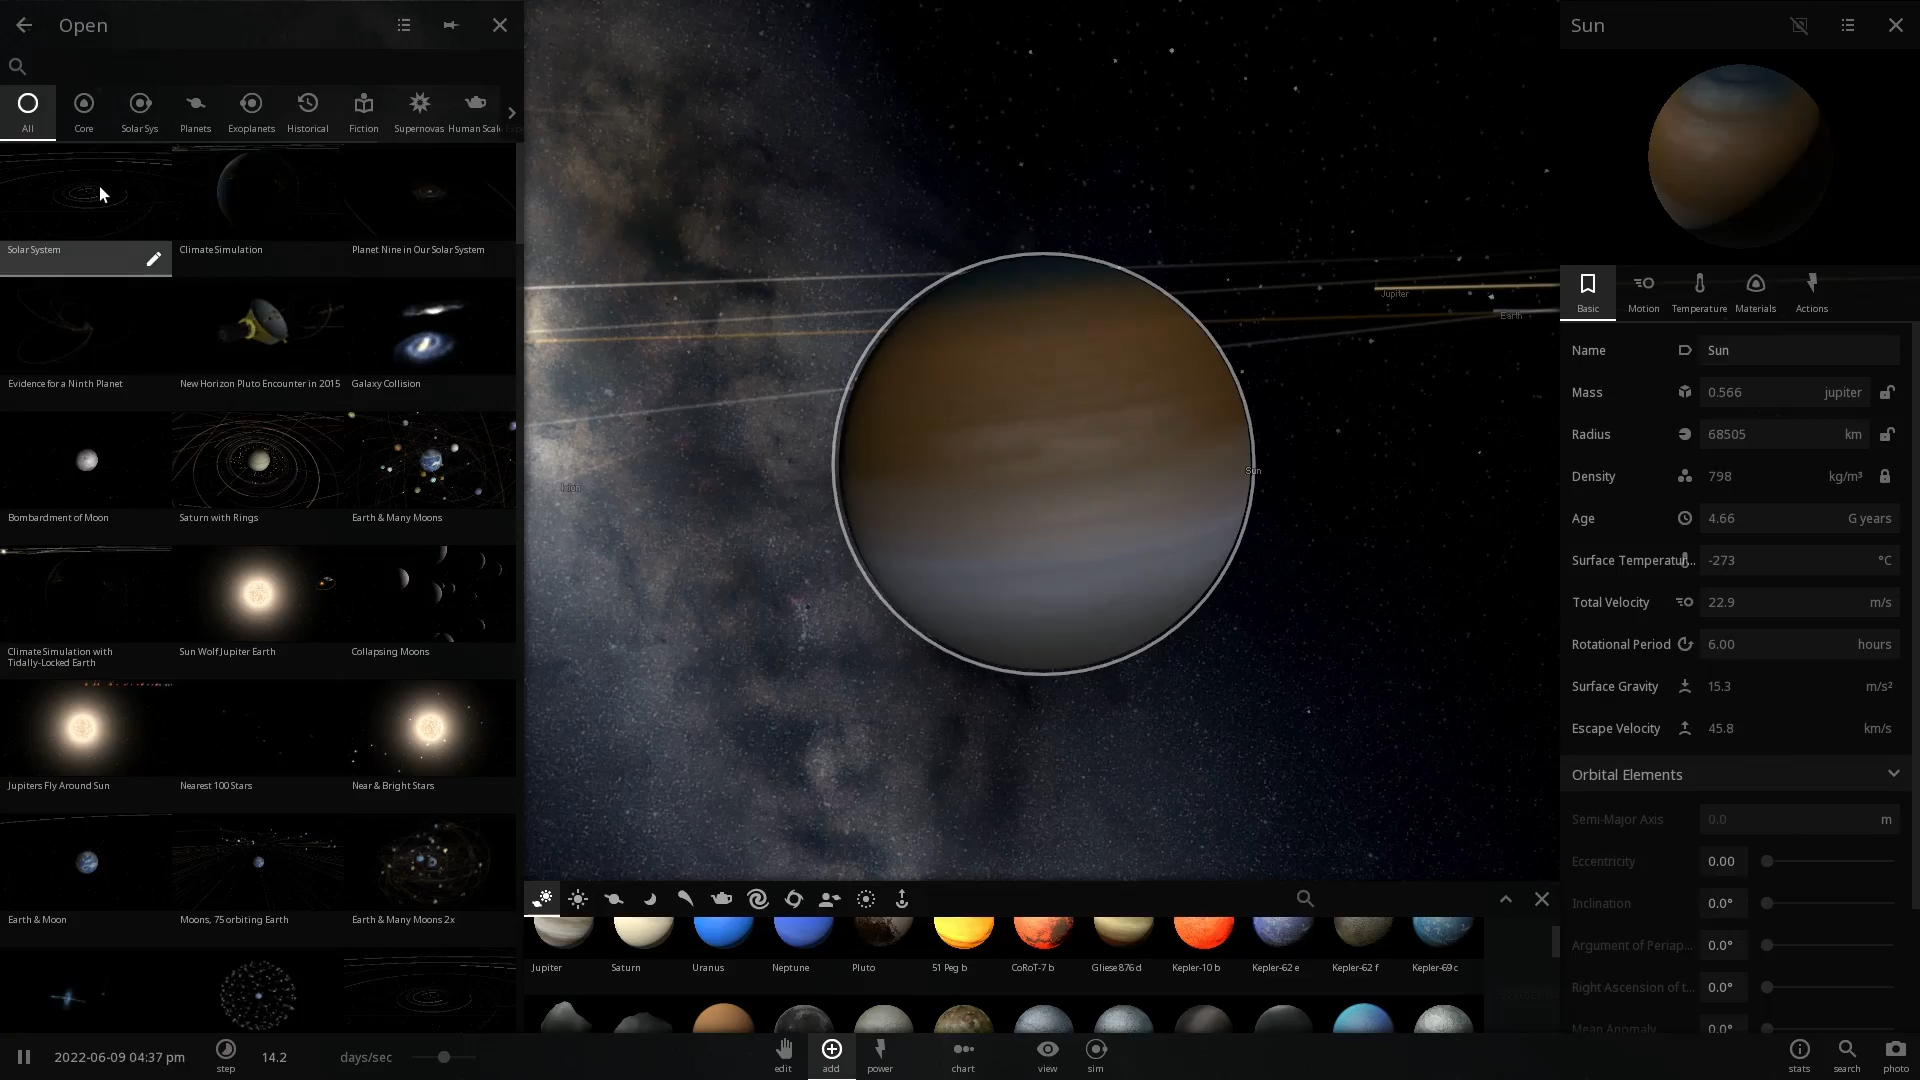 Open
All
Core
Solar Sys
Planets
Exoplanets
Historical
Fiction
Supernovas
Human Scal
Solar System
Climate Simulation
Planet Nine in Our Solar System
Evidence for a Ninth Planet
New Horizon Pluto Encounter in 2015
Galaxy Collision
Bombardment of Moon
Saturn with Rings
Earth & Many Moons
Climate Simulation with
Tidally-Locked Earth
Sun Wolf Jupiter Earth
Collapsing Moons
Jupiters Fly Around Sun
Nearest 100 Stars
Near & Bright Stars
Earth & Moon
Moons, 75 orbiting Earth
Earth & Many Moons 2x
Jupiter
Earth
Sun
Jupiter
Saturn
Uranus
Neptune
Pluto
51 Peg b
CoRoT-7 b
Gliese 876 d
Kepler-10 b
Kepler-62 e
Kepler-62 f
Kepler-69 c
Sun
Basic
Motion
Temperature
Materials
Actions
Name Sun
Mass 0.566 jupiter
Radius 68505 km
Density 798 kg/m³
Age 4.66 G years
Surface Temperatur... -273 °C
Total Velocity 22.9 m/s
Rotational Period 6.00 hours
Surface Gravity 15.3 m/s²
Escape Velocity 45.8 km/s
Orbital Elements
Semi-Major Axis 0.0 m
Eccentricity 0.00
Inclination 0.0°
Argument of Periap... 0.0°
Right Ascension of t... 0.0°
Mean Anomaly 0.0°
2022-06-09 04:37 pm
step
14.2 days/sec
edit
add
power
chart
view
sim
stats
search
photo